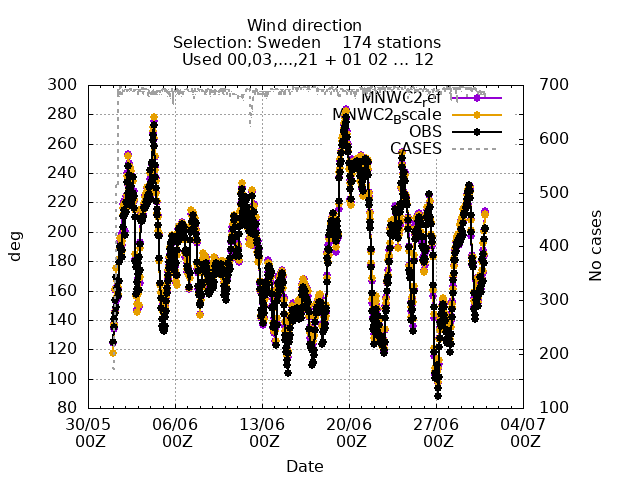 Wind direction
Selection: Sweden    174 stations
Used 00,03,...,21 + 01 02 ... 12
MNWC2_ref
MNWC2_Bscale
OBS
CASES
deg
300
280
260
240
220
200
180
160
140
120
100
80
No cases
700
600
500
400
300
200
100
30/05 06/06 13/06 20/06 27/06 04/07
00Z 00Z 00Z 00Z 00Z 00Z
Date